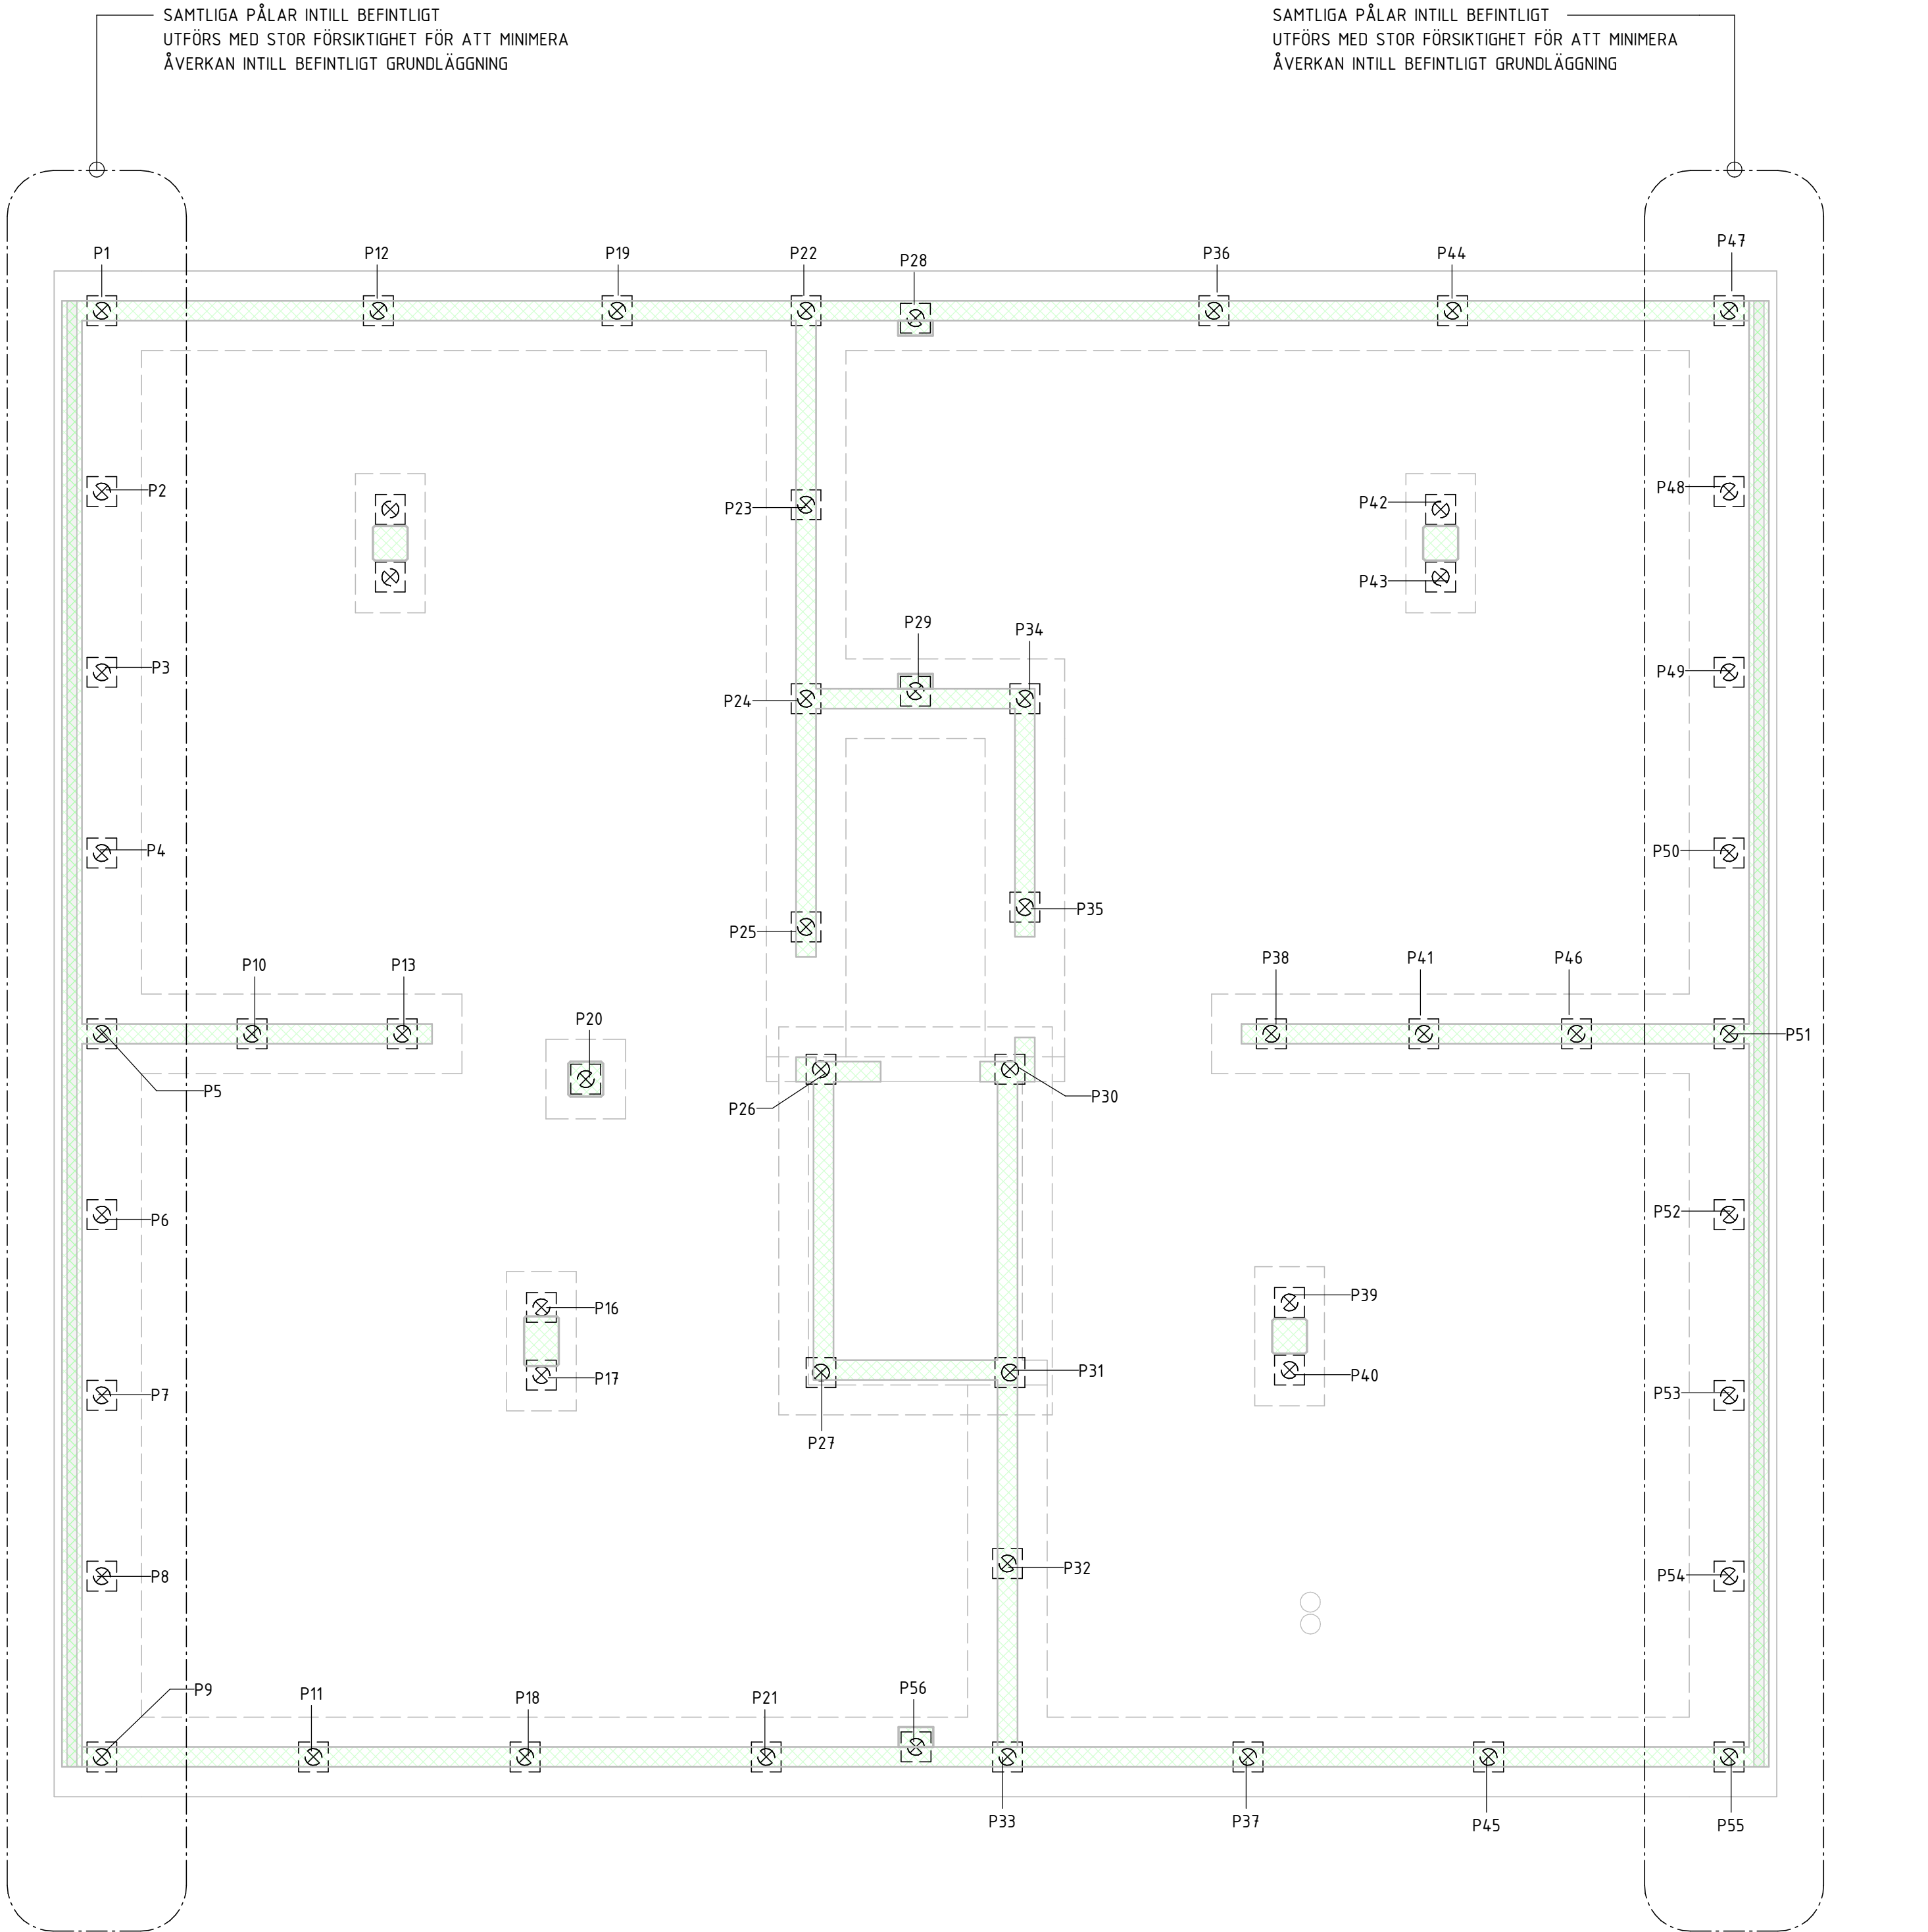 SAMTLIGA PÅLAR INTILL BEFINTLIGT
UTFÖRS MED STOR FÖRSIKTIGHET FÖR ATT MINIMERA
ÅVERKAN INTILL BEFINTLIGT GRUNDLÄGGNING
SAMTLIGA PÅLAR INTILL BEFINTLIGT
UTFÖRS MED STOR FÖRSIKTIGHET FÖR ATT MINIMERA
ÅVERKAN INTILL BEFINTLIGT GRUNDLÄGGNING
P1
P12
P19
P22
P28
P36
P44
P47
P2
P23
P42
P48
P43
P3
P29
P34
P49
P24
P4
P50
P25
P35
P10
P13
P20
P38
P41
P46
P51
P5
P26
P30
P6
P52
P16
P39
P7
P17
P31
P40
P53
P27
P8
P32
P54
P9
P11
P18
P21
P56
P33
P37
P45
P55